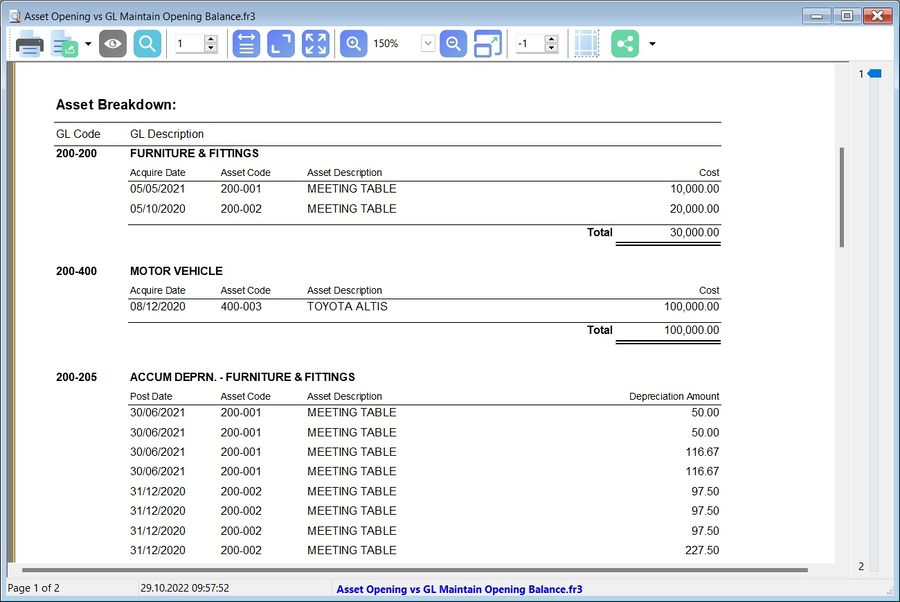 Asset Opening vs GL Maintain Opening Balance.fr3
1 150% -1
1
Asset Breakdown:
GL Code GL Description
200-200 FURNITURE & FITTINGS
Acquire Date Asset Code Asset Description Cost
05/05/2021 200-001 MEETING TABLE 10,000.00
05/10/2020 200-002 MEETING TABLE 20,000.00
Total 30,000.00
200-400 MOTOR VEHICLE
Acquire Date Asset Code Asset Description Cost
08/12/2020 400-003 TOYOTA ALTIS 100,000.00
Total 100,000.00
200-205 ACCUM DEPRN. - FURNITURE & FITTINGS
Post Date Asset Code Asset Description Depreciation Amount
30/06/2021 200-001 MEETING TABLE 50.00
30/06/2021 200-001 MEETING TABLE 50.00
30/06/2021 200-001 MEETING TABLE 116.67
30/06/2021 200-001 MEETING TABLE 116.67
31/12/2020 200-002 MEETING TABLE 97.50
31/12/2020 200-002 MEETING TABLE 97.50
31/12/2020 200-002 MEETING TABLE 97.50
31/12/2020 200-002 MEETING TABLE 227.50
2
Page 1 of 2 29.10.2022 09:57:52 Asset Opening vs GL Maintain Opening Balance.fr3